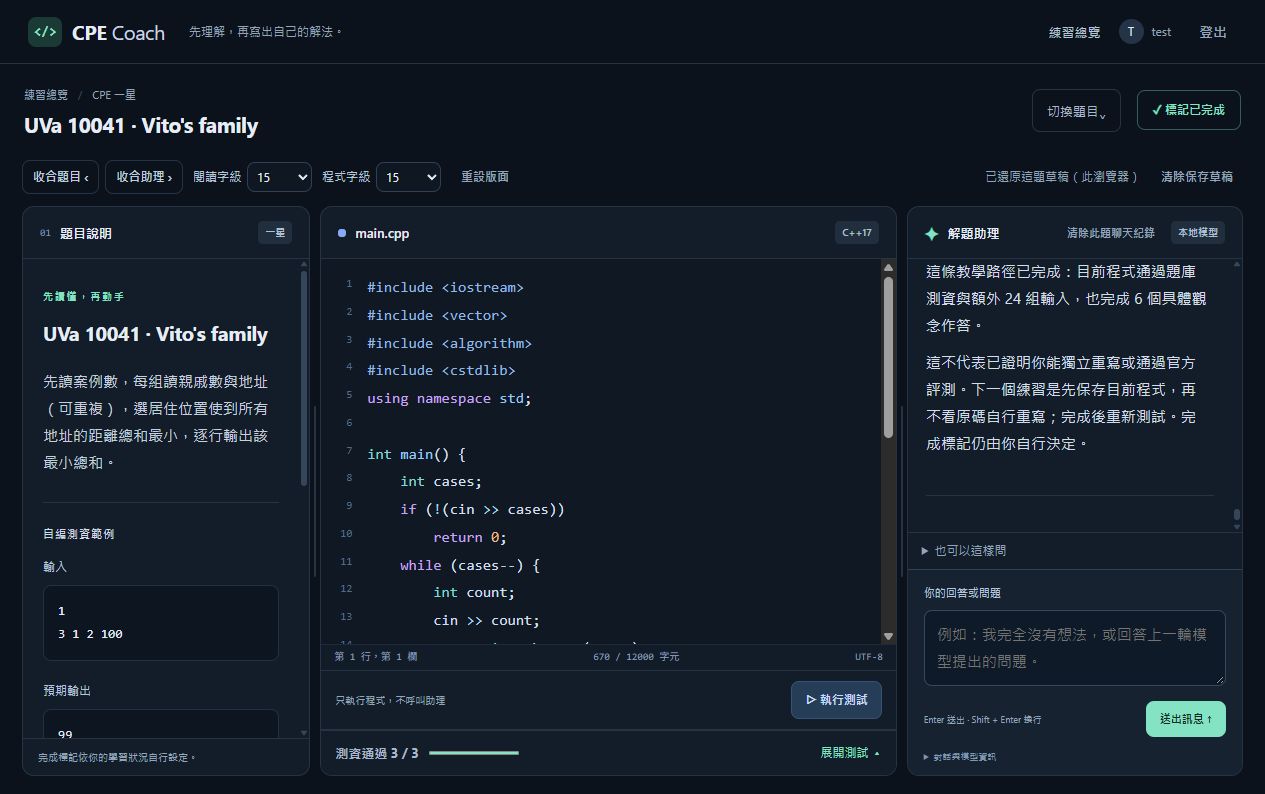 </> CPE Coach 先理解，再寫出自己的解法。 練習總覽 T test 登出
練習總覽 / CPE 一星
UVa 10041 · Vito's family
切換題目⌄ ✓標記已完成
收合題目‹ 收合助理› 閱讀字級 15 程式字級 15 重設版面 已還原這題草稿（此瀏覽器） 清除保存草稿
01 題目說明 一星
先讀懂，再動手
UVa 10041 · Vito's family
先讀案例數，每組讀親戚數與地址
（可重複），選居住位置使到所有
地址的距離總和最小，逐行輸出該
最小總和。
自編測資範例
輸入
1
3 1 2 100
預期輸出
99
完成標記依你的學習狀況自行設定。
main.cpp C++17
1 #include <iostream>
2 #include <vector>
3 #include <algorithm>
4 #include <cstdlib>
5 using namespace std;
6
7 int main() {
8 int cases;
9 if (!(cin >> cases))
10 return 0;
11 while (cases--) {
12 int count;
13 cin >> count;
第 1 行，第 1 欄 670 / 12000 字元 UTF-8
只執行程式，不呼叫助理 ▷ 執行測試
測資通過 3 / 3 展開測試 ▴
✦ 解題助理 清除此題聊天紀錄 本地模型
這條教學路徑已完成：目前程式通過題庫
測資與額外 24 組輸入，也完成 6 個具體觀
念作答。
這不代表已證明你能獨立重寫或通過官方
評測。下一個練習是先保存目前程式，再
不看原碼自行重寫；完成後重新測試。完
成標記仍由你自行決定。
▶ 也可以這樣問
你的回答或問題
例如：我完全沒有想法，或回答上一輪模
型提出的問題。
Enter 送出 · Shift + Enter 換行 送出訊息 ↑
▶ 對話與模型資訊